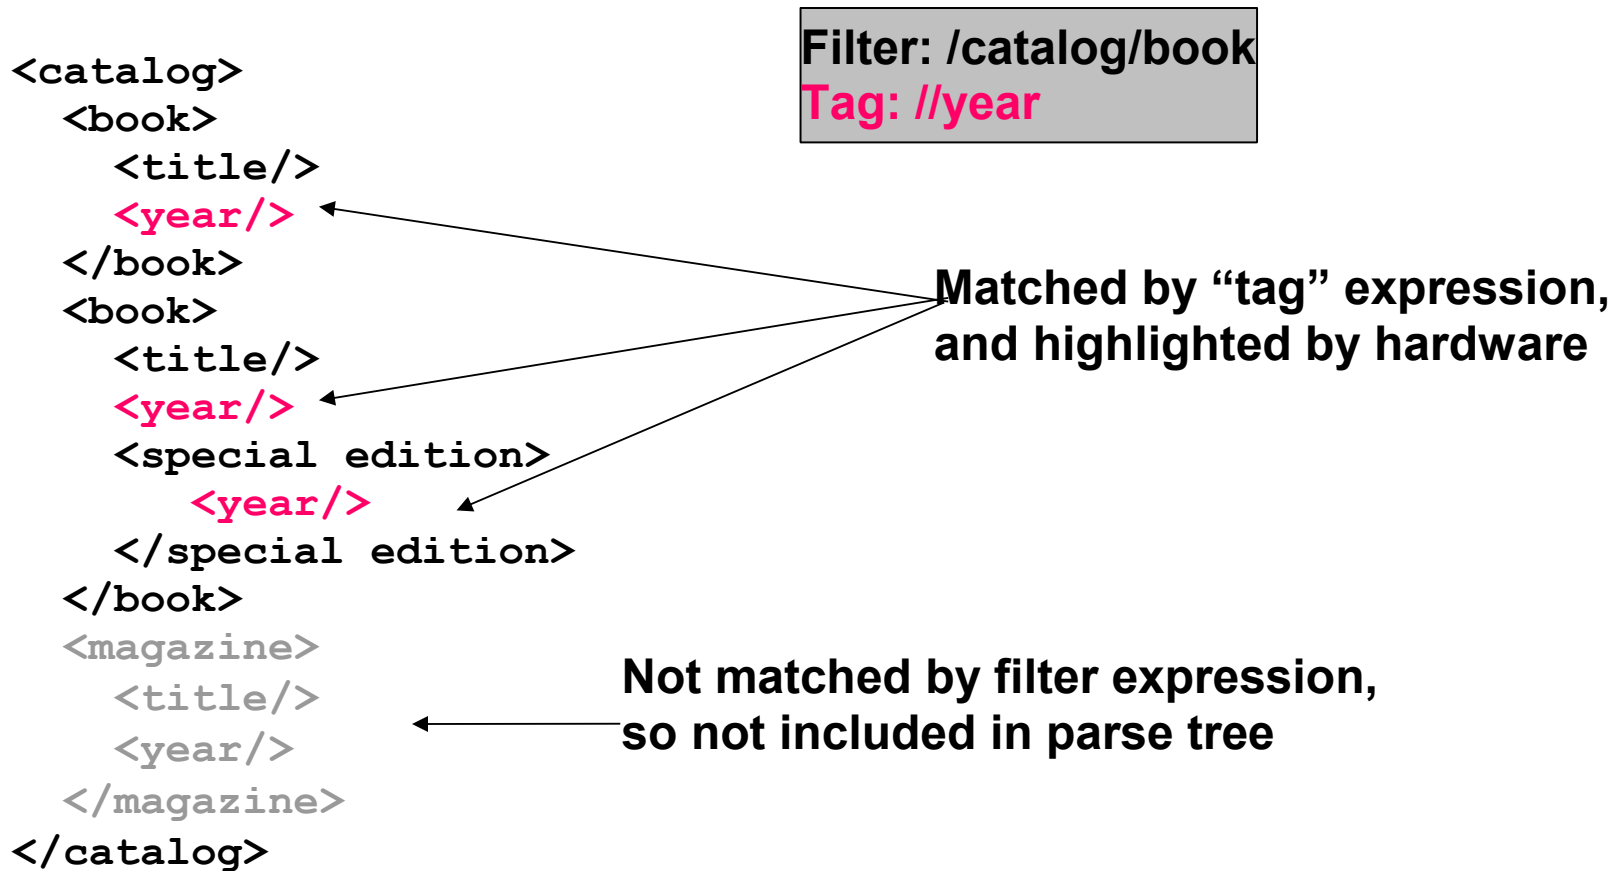 Filter: /catalog/book
Tag: //year
<catalog>
<book>
<title/>
<year/>
</book>
<book>
<title/>
<year/>
<special edition>
<year/>
</special edition>
</book>
<magazine>
<title/>
<year/>
</magazine>
</catalog>
Matched by “tag” expression,
and highlighted by hardware
Not matched by filter expression,
so not included in parse tree